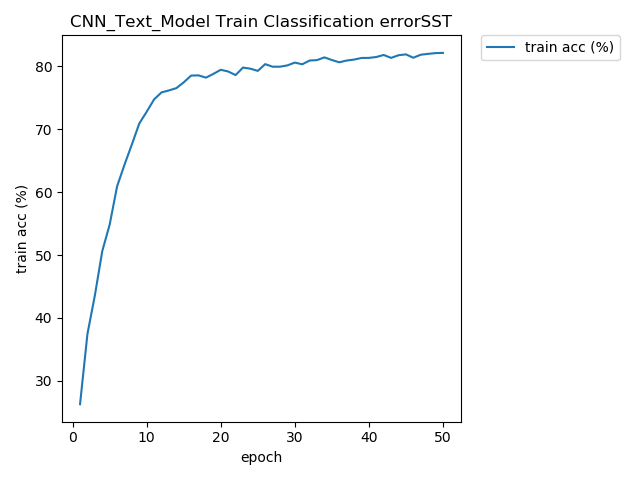 CNN_Text_Model Train Classification errorSST
train acc (%)
train acc (%)
80
70
60
50
40
30
0 10 20 30 40 50
epoch